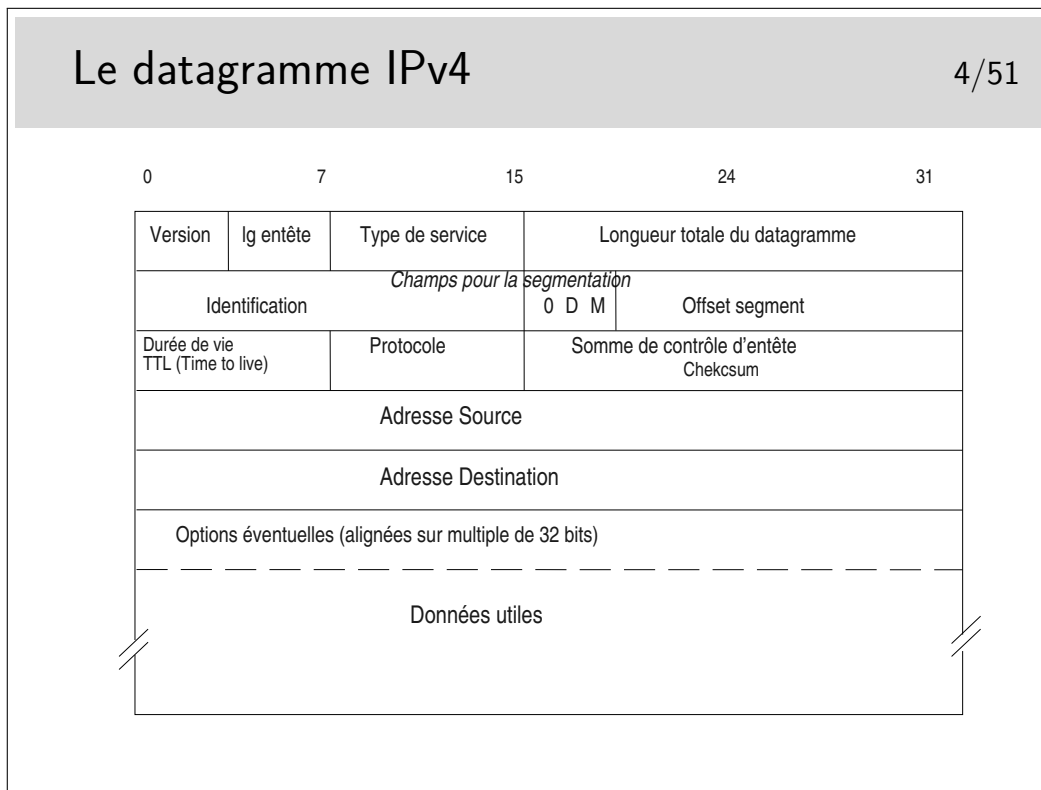 Le datagramme IPv4 4/51
0 7 15 24 31
Version lg entête Type de service Longueur totale du datagramme
Champs pour la segmentation
Identification 0 D M Offset segment
Durée de vie Protocole Somme de contrôle d'entête
TTL (Time to live) Chekcsum
Adresse Source
Adresse Destination
Options éventuelles (alignées sur multiple de 32 bits)
Données utiles